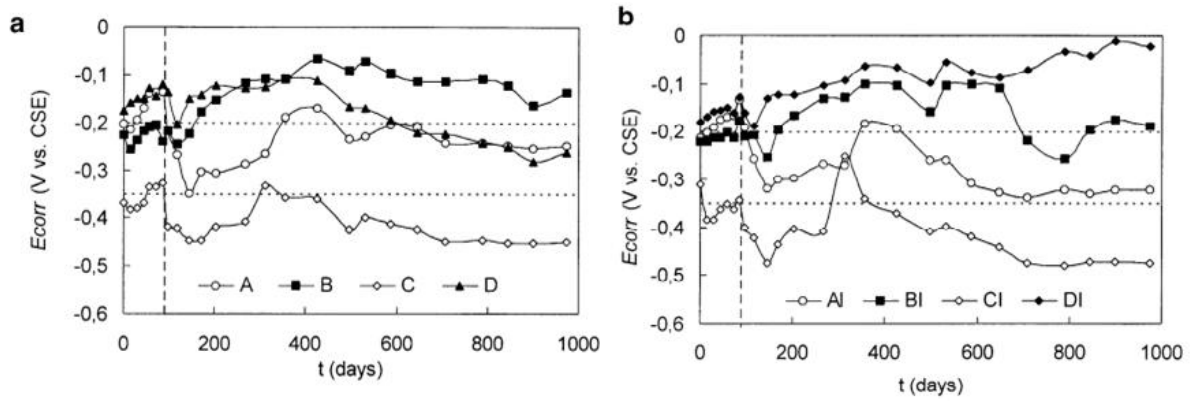 a
Ecorr (V vs. CSE)
-0
-0,1
-0,2
-0,3
-0,4
-0,5
-0,6
A B C D
0 200 400 600 800 1000
t (days)
b
Ecorr (V vs. CSE)
0
-0,1
-0,2
-0,3
-0,4
-0,5
-0,6
AI BI CI DI
0 200 400 600 800 1000
t (days)